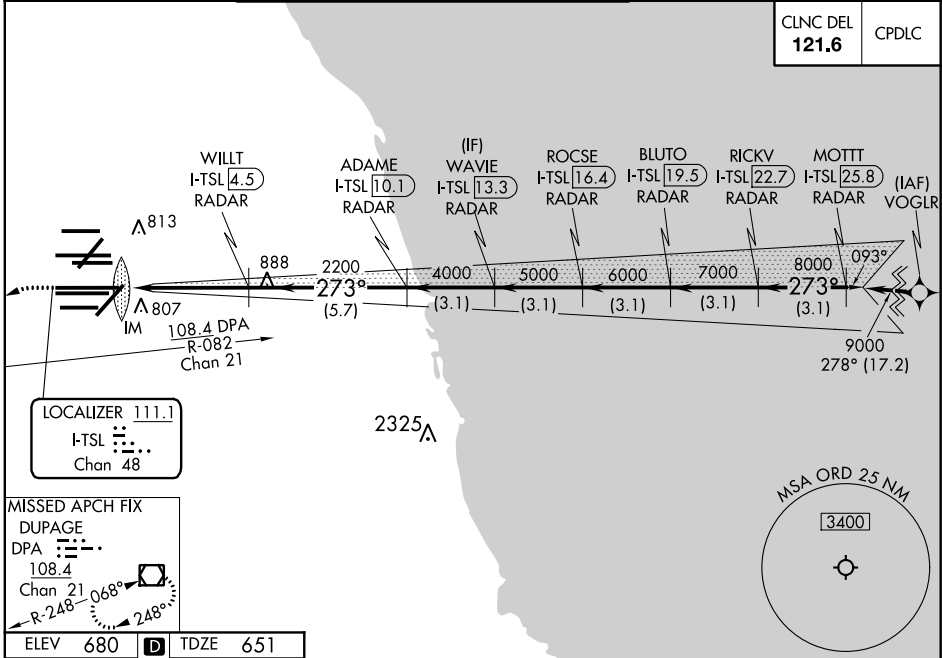 CLNC DEL
121.6
CPDLC
WILLT
I-TSL 4.5
RADAR
ADAME
I-TSL 10.1
RADAR
(IF)
WAVIE
I-TSL 13.3
RADAR
ROCSE
I-TSL 16.4
RADAR
BLUTO
I-TSL 19.5
RADAR
RICKV
I-TSL 22.7
RADAR
MOTTT
I-TSL 25.8
RADAR
(IAF)
VOGLR
813
888
807
IM
2200
273°
(5.7)
4000
(3.1)
5000
(3.1)
6000
(3.1)
7000
(3.1)
8000
273°
(3.1)
093°
9000
278° (17.2)
108.4 DPA
R-082
Chan 21
LOCALIZER 111.1
I-TSL
Chan 48
2325
MISSED APCH FIX
DUPAGE
DPA
108.4
Chan 21
R-248
068°
248°
MSA ORD 25 NM
3400
ELEV 680 D TDZE 651